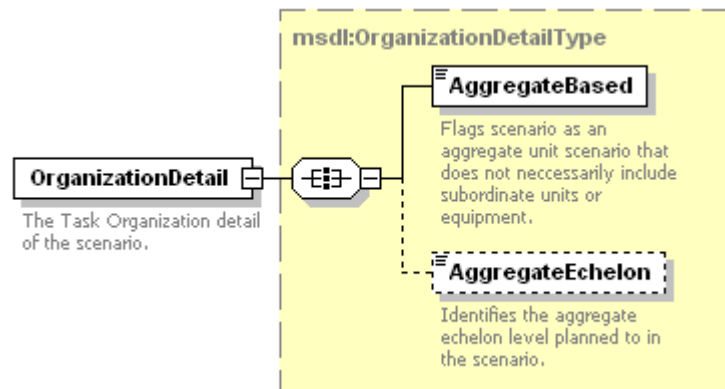 msdl:OrganizationDetailType
AggregateBased
Flags scenario as an
aggregate unit scenario that
does not neccessarily include
subordinate units or
equipment.
OrganizationDetail
The Task Organization detail
of the scenario.
AggregateEchelon
Identifies the aggregate
echelon level planned to in
the scenario.